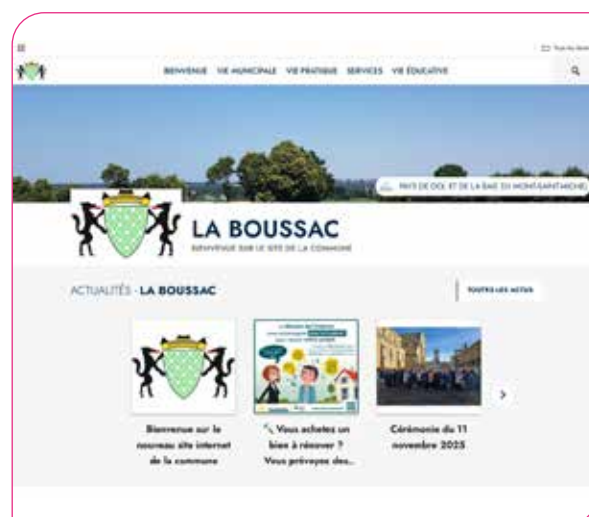 BIENVENUE VIE MUNICIPALE VIE PRATIQUE SERVICES VIE ÉDUCATIVE
PAYS DE DOL ET DE LA BAIE DU MONT-SAINT-MICHEL
LA BOUSSAC
BIENVENUE SUR LE SITE DE LA COMMUNE
ACTUALITÉS - LA BOUSSAC
TOUTES LES ACTUS
Bienvenue sur le
nouveau site internet
de la commune
Vous achetez un
bien à rénover ?
Vous prévoyez des...
Cérémonie du 11
novembre 2025